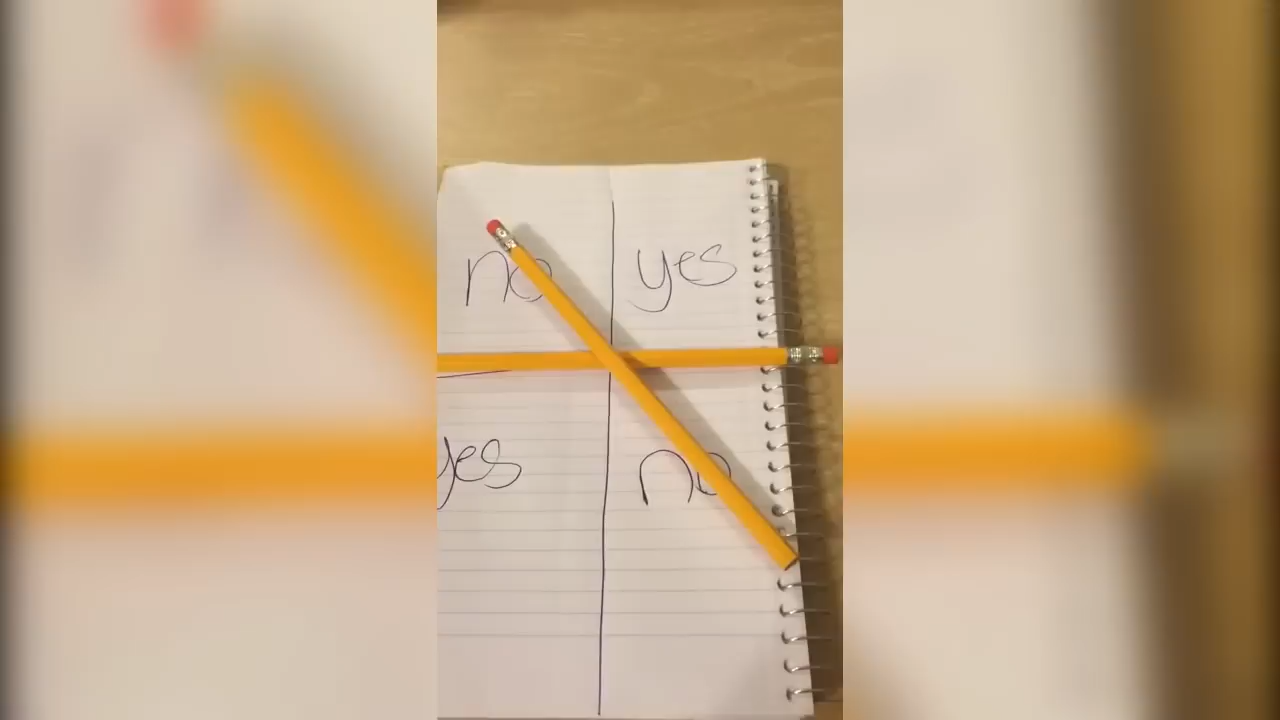 no yes
yes no